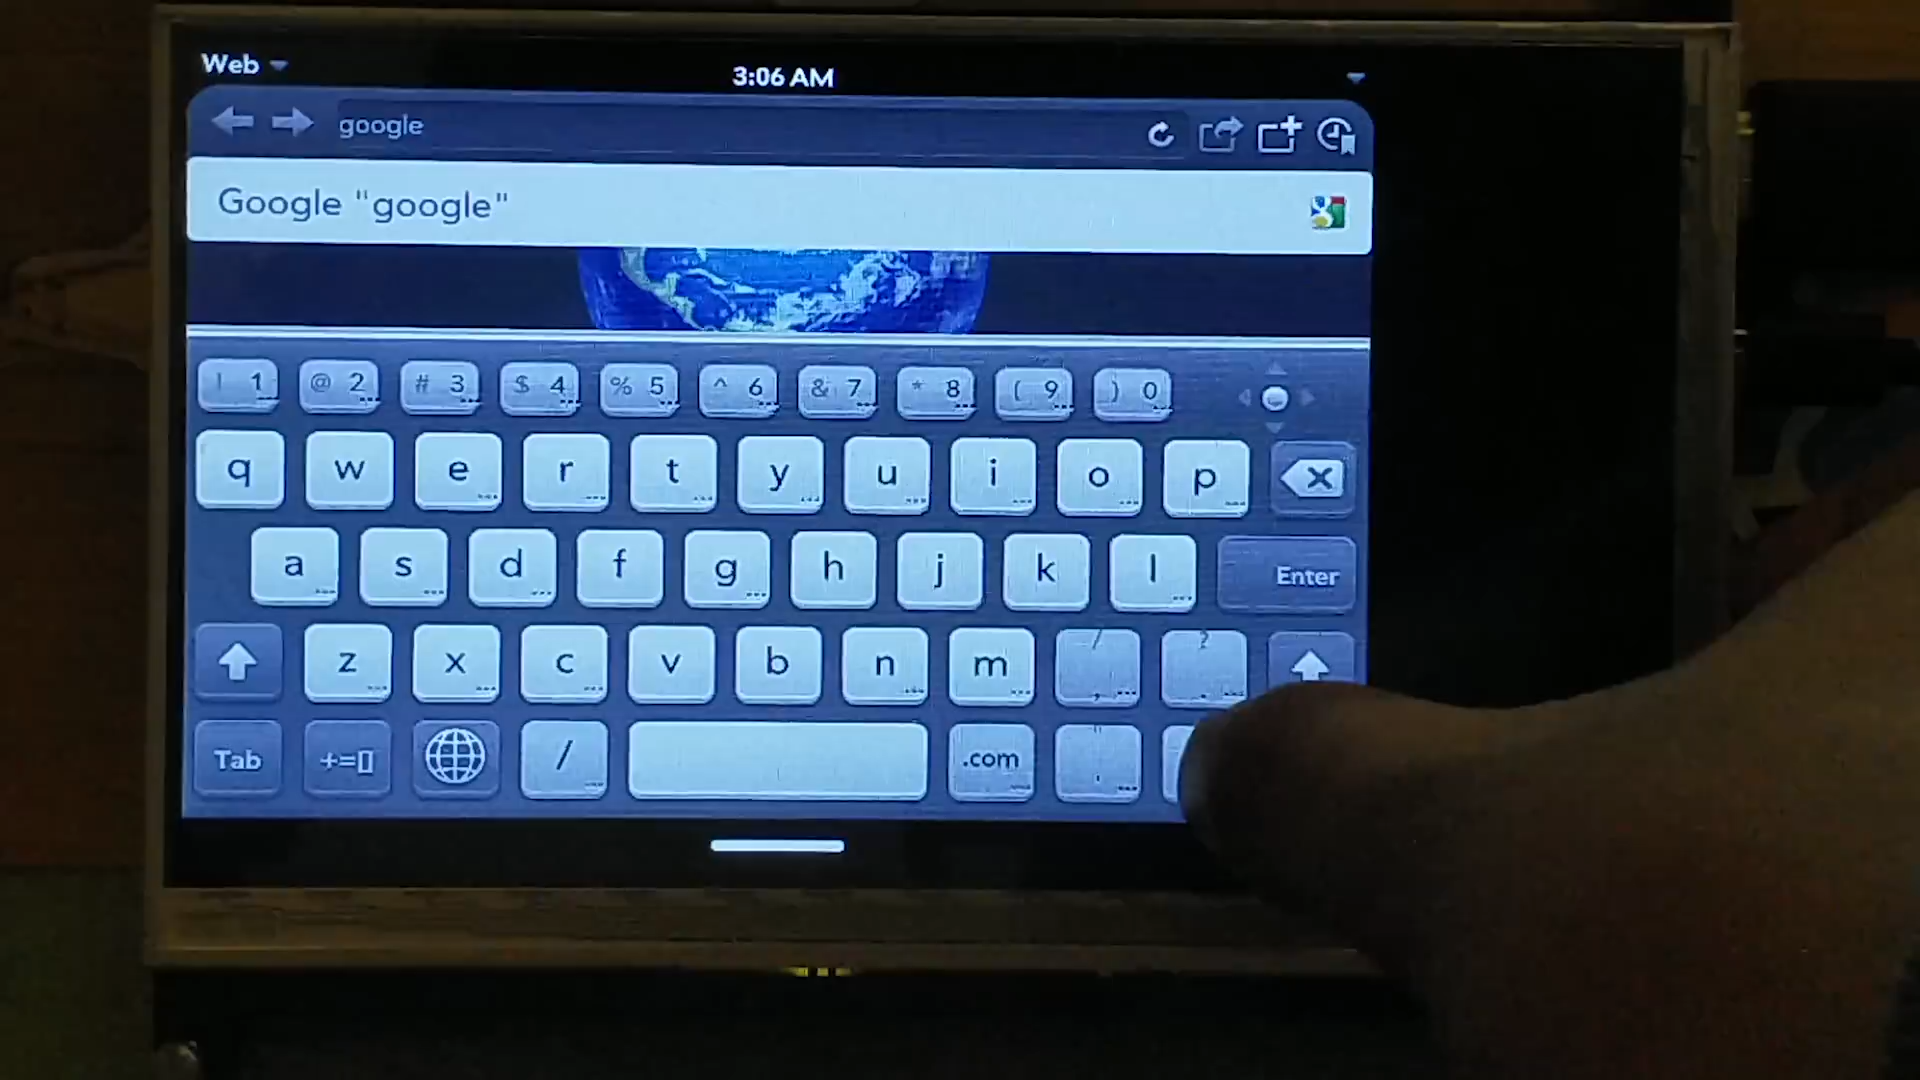 Web
3:06 AM
google
Google "google"
! 1 @ 2 # 3 $ 4 % 5 ^ 6 & 7 * 8 ( 9 ) 0
q w e r t y u i o p
a s d f g h j k l Enter
z x c v b n m / , ? .
Tab +=[] / .com " '